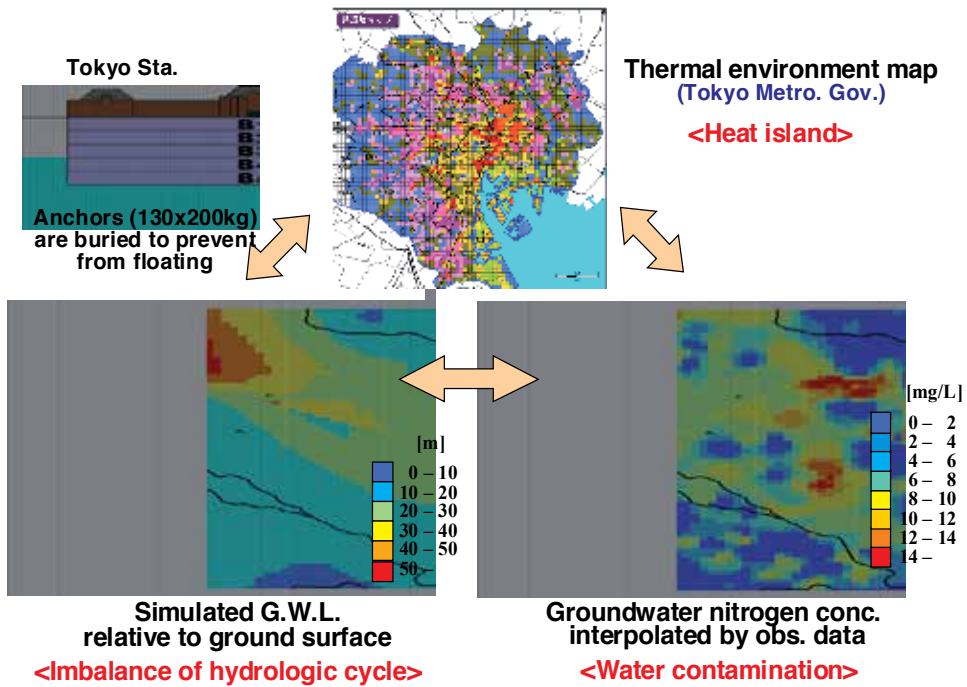 Tokyo Sta.
Anchors (130x200kg)
are buried to prevent
from floating
Thermal environment map
(Tokyo Metro. Gov.)
<Heat island>
[m]
0 – 10
10 – 20
20 – 30
30 – 40
40 – 50
50 –
Simulated G.W.L.
relative to ground surface
<Imbalance of hydrologic cycle>
[mg/L]
0 – 2
2 – 4
4 – 6
6 – 8
8 – 10
10 – 12
12 – 14
14 –
Groundwater nitrogen conc.
interpolated by obs. data
<Water contamination>